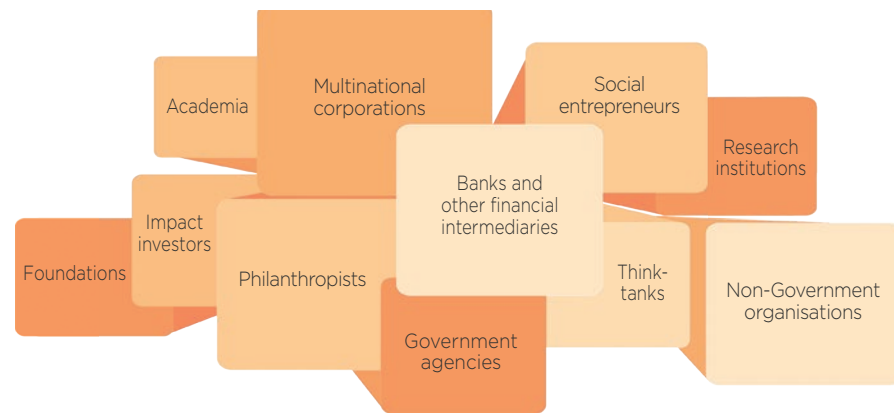 Academia
Multinational
corporations
Social
entrepreneurs
Research
institutions
Banks and
other financial
intermediaries
Impact
investors
Foundations
Philanthropists
Think-
tanks
Non-Government
organisations
Government
agencies